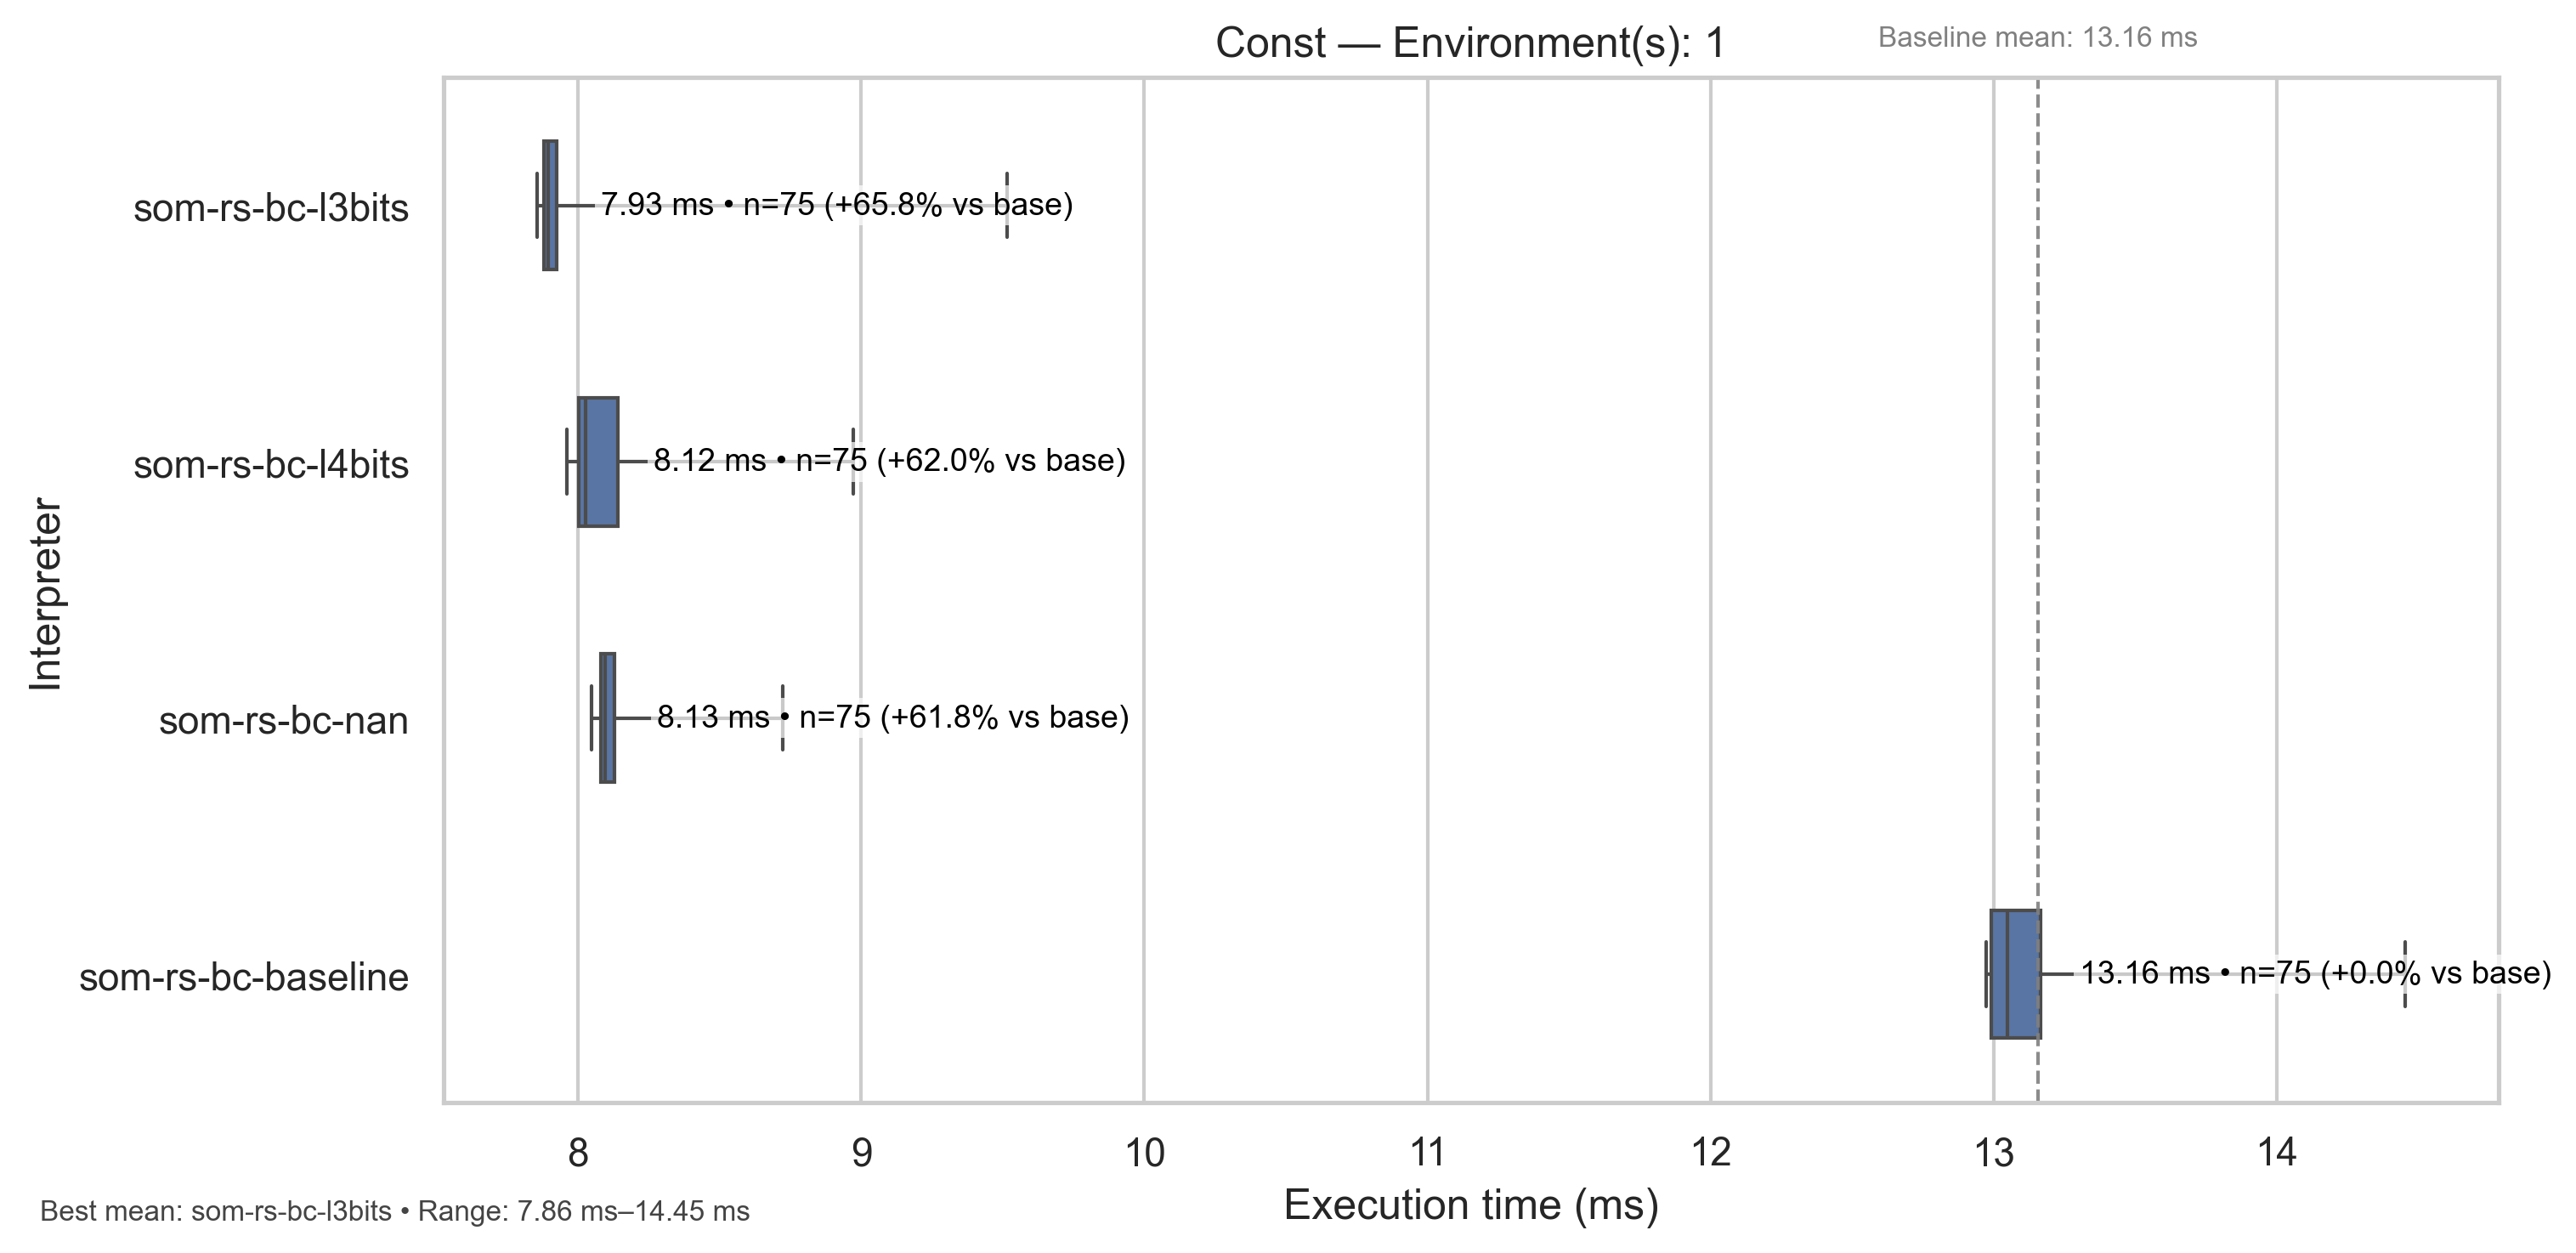 Const — Environment(s): 1
Baseline mean: 13.16 ms
som-rs-bc-l3bits
7.93 ms • n=75 (+65.8% vs base)
som-rs-bc-l4bits
8.12 ms • n=75 (+62.0% vs base)
Interpreter
som-rs-bc-nan
8.13 ms • n=75 (+61.8% vs base)
som-rs-bc-baseline
13.16 ms • n=75 (+0.0% vs base)
8 9 10 11 12 13 14
Execution time (ms)
Best mean: som-rs-bc-l3bits • Range: 7.86 ms–14.45 ms